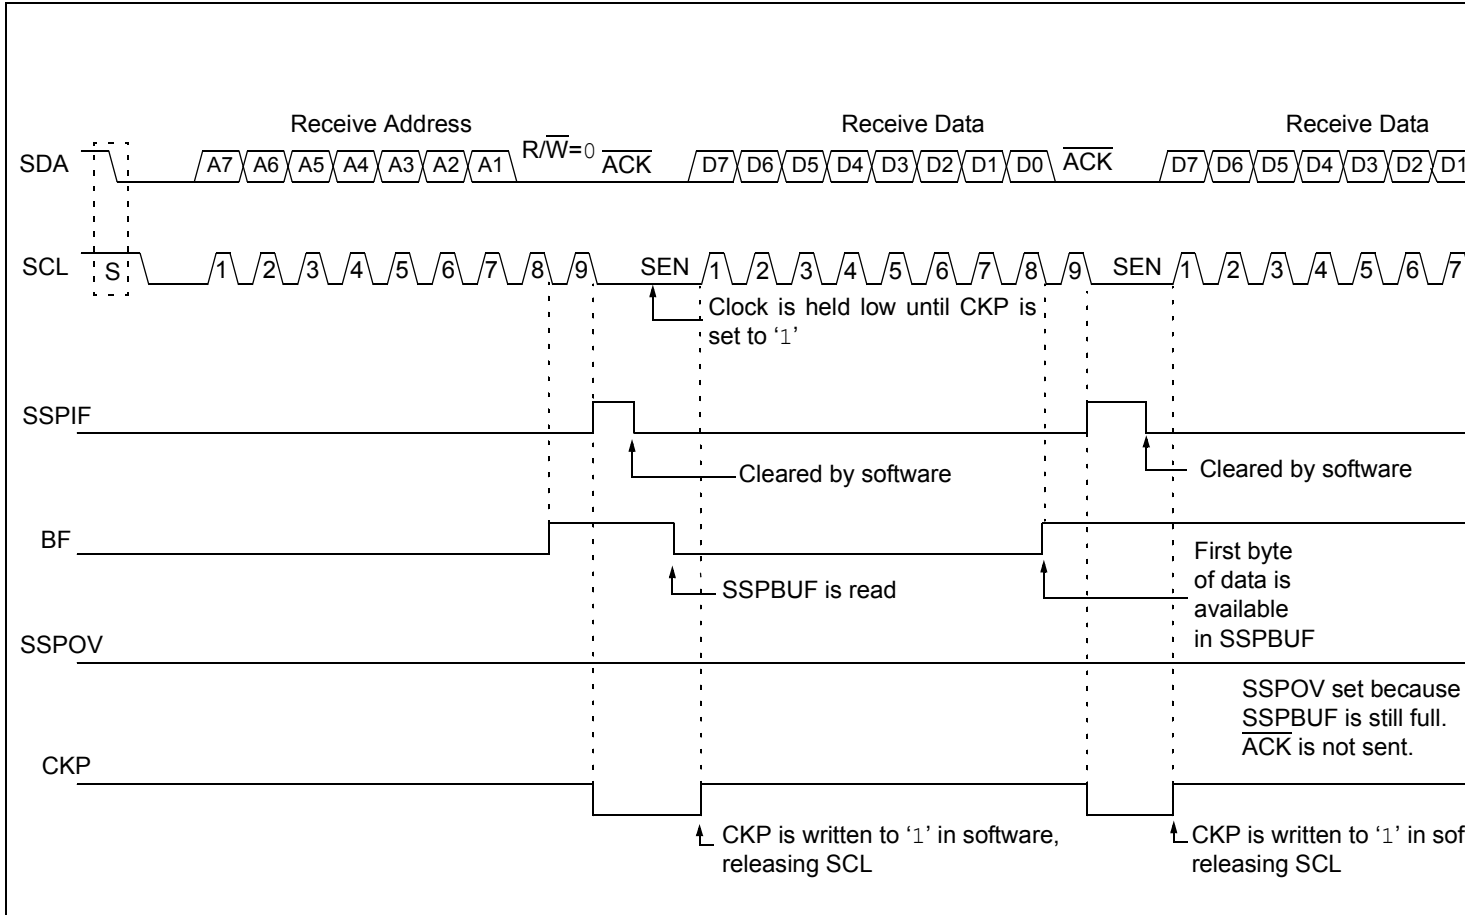 Receive Address
Receive Data
Receive Data
SDA
A7 A6 A5 A4 A3 A2 A1 R/W=0 ACK D7 D6 D5 D4 D3 D2 D1 D0 ACK D7 D6 D5 D4 D3 D2 D1
SCL
S 1 2 3 4 5 6 7 8 9 SEN 1 2 3 4 5 6 7 8 9 SEN 1 2 3 4 5 6 7
Clock is held low until CKP is
set to ‘1’
SSPIF
Cleared by software
Cleared by software
BF
SSPBUF is read
First byte
of data is
available
in SSPBUF
SSPOV
SSPOV set because
SSPBUF is still full.
ACK is not sent.
CKP
CKP is written to ‘1’ in software,
releasing SCL
CKP is written to ‘1’ in sof
releasing SCL